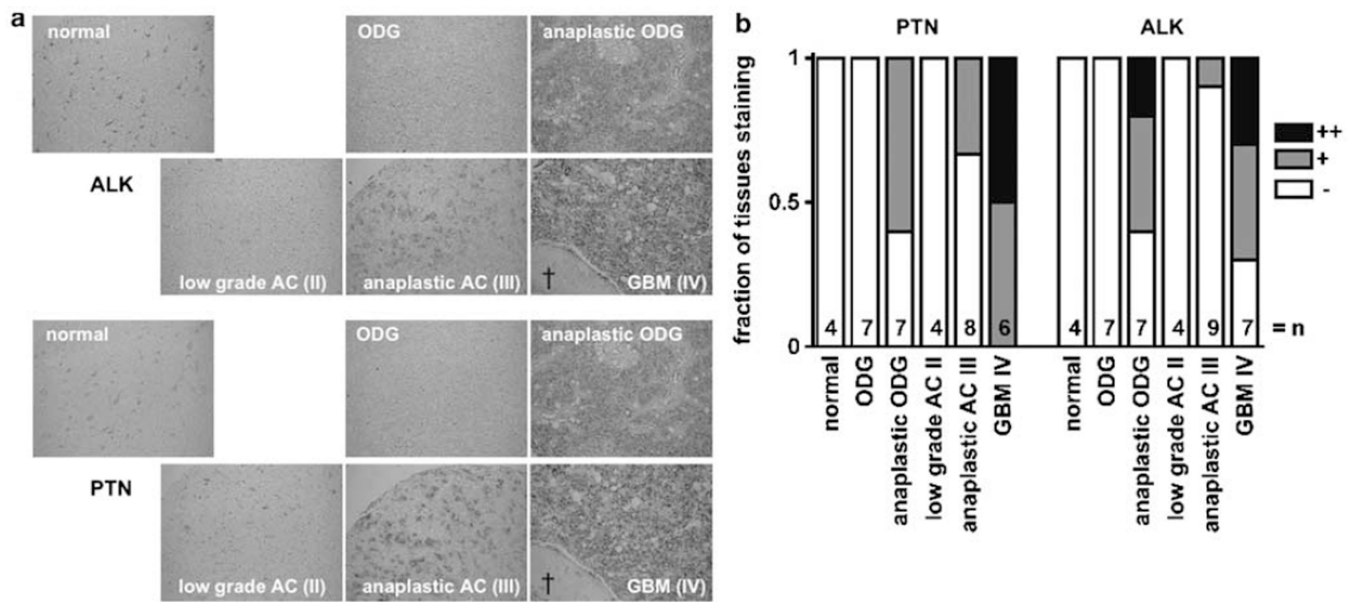 a
normal
ODG
anaplastic ODG
ALK
low grade AC (II)
anaplastic AC (III)
†
GBM (IV)
normal
ODG
anaplastic ODG
PTN
low grade AC (II)
anaplastic AC (III)
†
GBM (IV)
b
PTN
ALK
fraction of tissues staining
1
0.5
0
++
+
-
4 7 7 4 8 6
4 7 7 4 9 7
= n
normal
ODG
anaplastic ODG
low grade AC II
anaplastic AC III
GBM IV
normal
ODG
anaplastic ODG
low grade AC II
anaplastic AC III
GBM IV